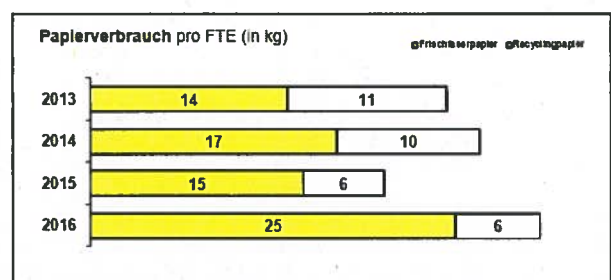 Papierverbrauch pro FTE (in kg)
Frischfaserpapier Recyclingpapier
2013 14 11
2014 17 10
2015 15 6
2016 25 6